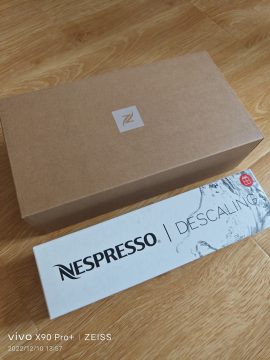 NESPRESSO® | DESCALING
vivo X90 Pro+ | ZEISS
2022/12/10 13:57